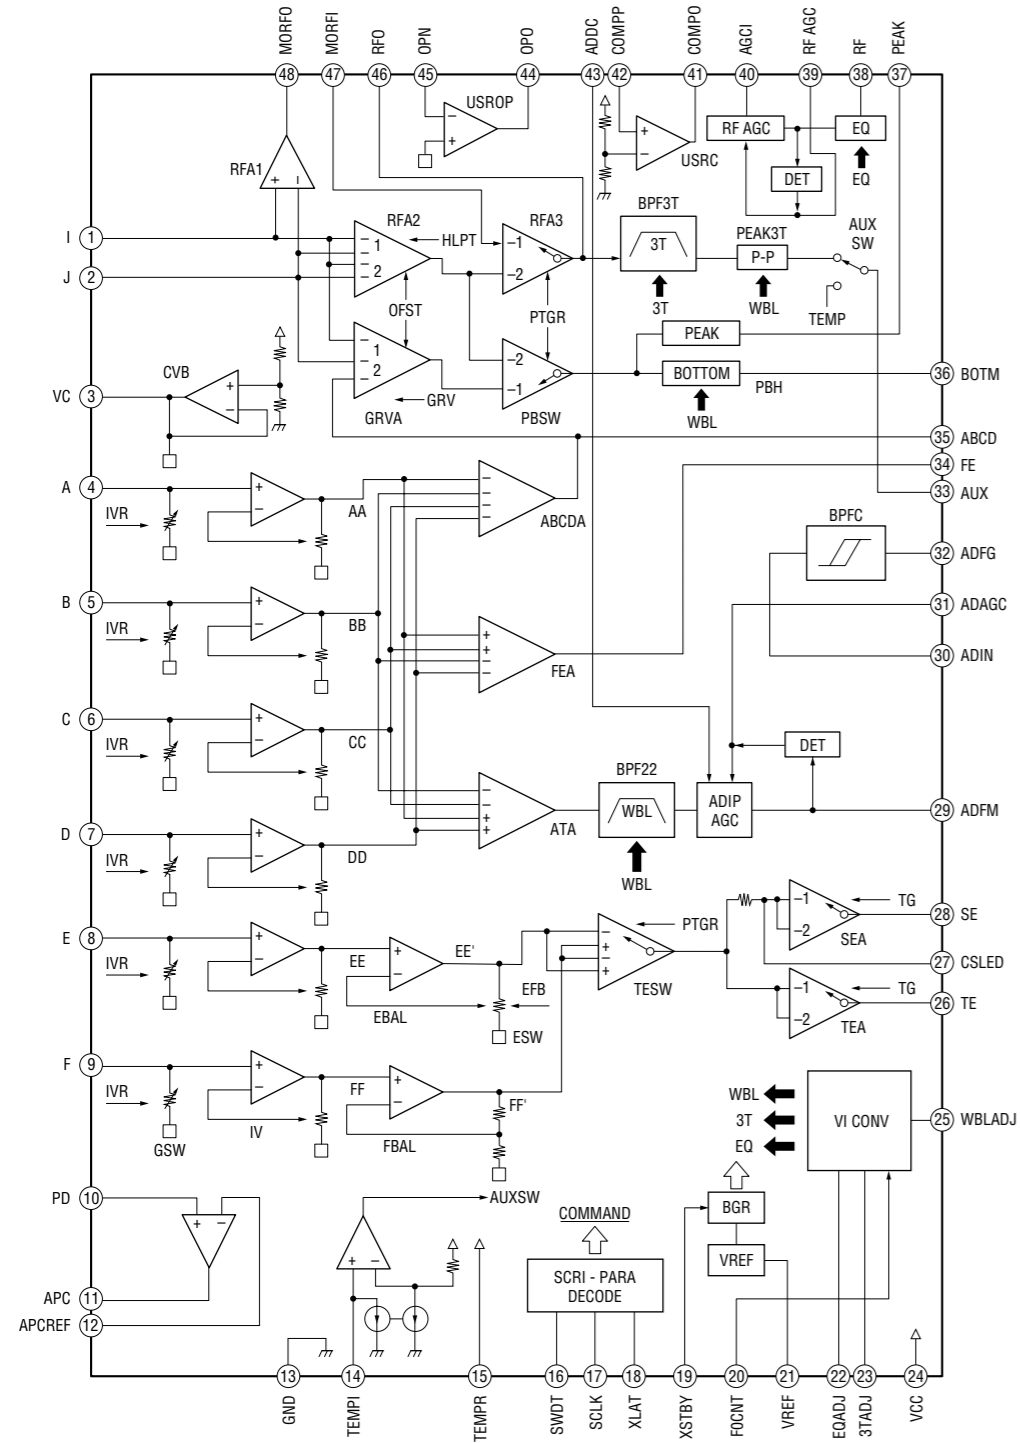 MORFO
MORFI
RFO
OPN
OPO
ADDC
COMPP
COMPO
AGCI
RF AGC
RF
PEAK
48
47
46
45
44
43
42
41
40
39
38
37
USROP
− +
RFA1
+ −
+ −
USRC
RF AGC
EQ
DET
EQ
I 1
J 2
RFA2
−
− 1
−
− 2
HLPT
RFA3
−1
−2
BPF3T
3T
3T
PEAK3T
P-P
WBL
AUX
SW
TEMP
OFST
PTGR
PEAK
− 1
− 2
GRVA
GRV
−2
−1
PBSW
BOTTOM
PBH
WBL
36 BOTM
VC 3
CVB
+ −
35 ABCD
34 FE
33 AUX
A 4
IVR
+ −
AA
− − − −
ABCDA
BPFC
32 ADFG
31 ADAGC
30 ADIN
B 5
IVR
+ −
BB
+ + − −
FEA
C 6
IVR
+ −
CC
DET
D 7
IVR
+ −
DD
− − + +
ATA
BPF22
WBL
WBL
ADIP
AGC
29 ADFM
E 8
IVR
+ −
EE
+ −
EBAL
EE'
EFB
ESW
− + − +
PTGR
TESW
−1
−2
TG
SEA
28 SE
27 CSLED
−1
−2
TG
TEA
26 TE
F 9
IVR
GSW
+ −
IV
FF
+ −
FBAL
FF'
WBL
3T
EQ
VI CONV
25 WBLADJ
PD 10
+ −
APC 11
APCREF 12
AUXSW
+ −
COMMAND
SCRI - PARA
DECODE
BGR
VREF
13
14
15
16
17
18
19
20
21
22
23
24
GND
TEMPI
TEMPR
SWDT
SCLK
XLAT
XSTBY
F0CNT
VREF
EQADJ
3TADJ
VCC